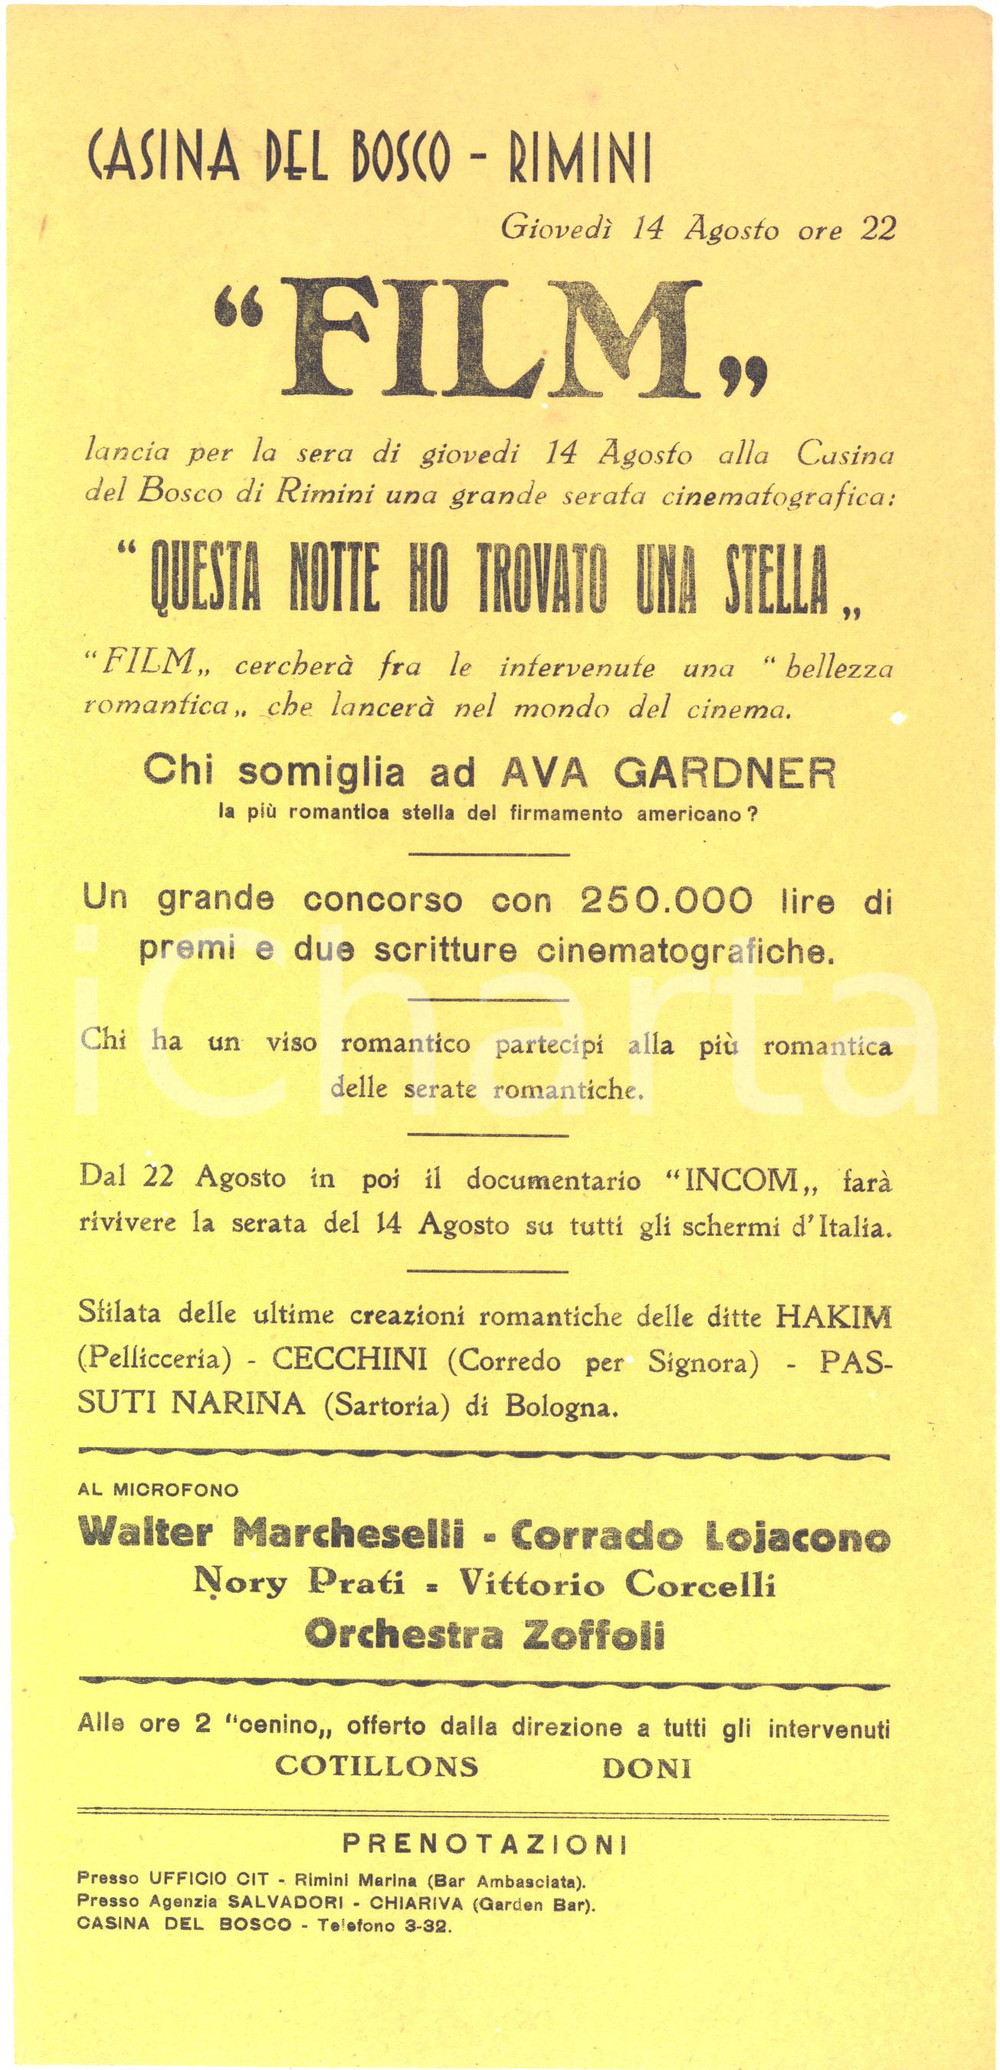 CASINA DEL BOSCO - RIMINI
Giovedì 14 Agosto ore 22
“FILM„
lancia per la sera di giovedi 14 Agosto alla Casina
del Bosco di Rimini una grande serata cinematografica:
“ QUESTA NOTTE HO TROVATO UNA STELLA „
“FILM„ cercherà fra le intervenute una “ bellezza
romantica„ che lancerà nel mondo del cinema.
Chi somiglia ad AVA GARDNER
la più romantica stella del firmamento americano?
Un grande concorso con 250.000 lire di
premi e due scritture cinematografiche.
Chi ha un viso romantico partecipi alla più romantica
delle serate romantiche.
Dal 22 Agosto in poi il documentario “INCOM„ farà
rivivere la serata del 14 Agosto su tutti gli schermi d'Italia.
Sfilata delle ultime creazioni romantiche delle ditte HAKIM
(Pellicceria) - CECCHINI (Corredo per Signora) - PAS-
SUTI NARINA (Sartoria) di Bologna.
AL MICROFONO
Walter Marcheselli - Corrado Lojacono
Nory Prati = Vittorio Corcelli
Orchestra Zoffoli
Alle ore 2 “cenino„ offerto dalla direzione a tutti gli intervenuti
COTILLONS DONI
PRENOTAZIONI
Presso UFFICIO CIT - Rimini Marina (Bar Ambasciata).
Presso Agenzia SALVADORI - CHIARIVA (Garden Bar).
CASINA DEL BOSCO - Telefono 3-32.
iCharta